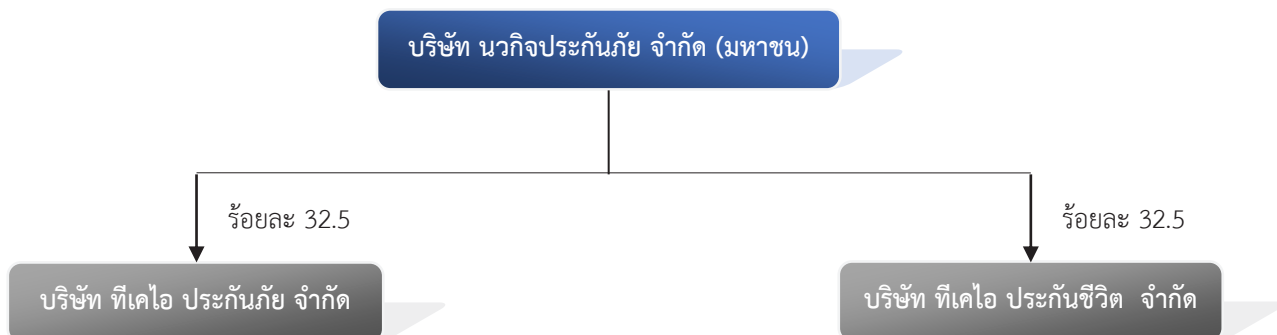 บริษัท นวกิจประกันภัย จำกัด (มหาชน)
ร้อยละ 32.5
ร้อยละ 32.5
บริษัท ทีเคไอ ประกันภัย จำกัด
บริษัท ทีเคไอ ประกันชีวิต จำกัด